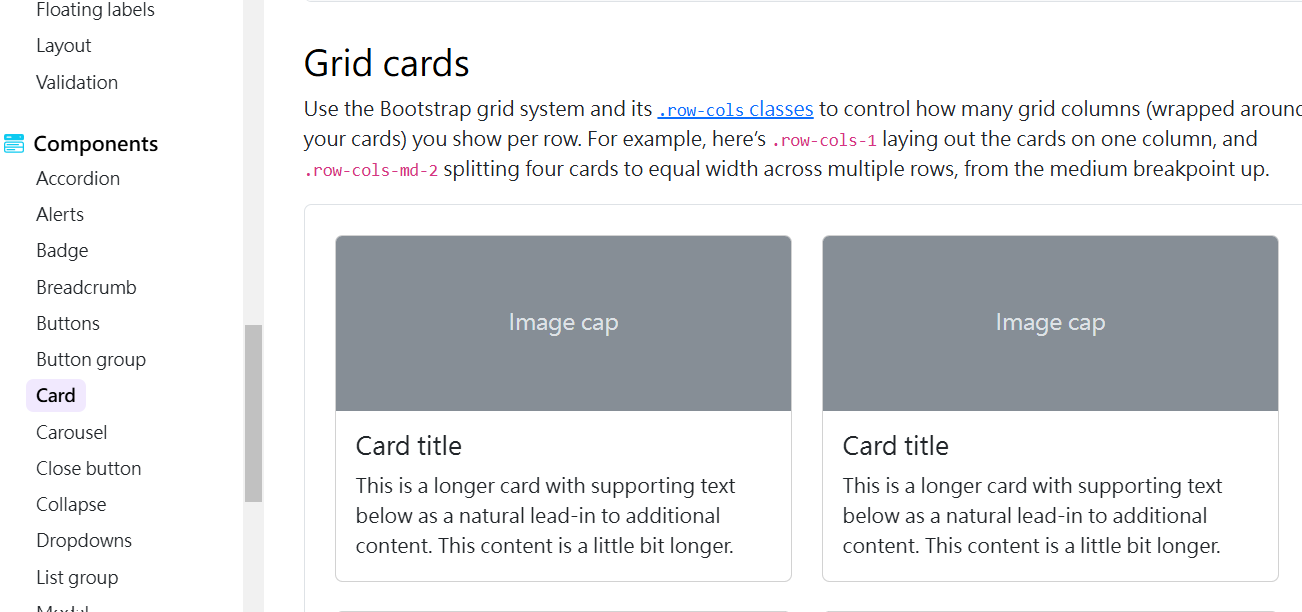 Floating labels
Layout
Validation
Components
Accordion
Alerts
Badge
Breadcrumb
Buttons
Button group
Card
Carousel
Close button
Collapse
Dropdowns
List group
Grid cards
Use the Bootstrap grid system and its .row-cols classes to control how many grid columns (wrapped around
your cards) you show per row. For example, here’s .row-cols-1 laying out the cards on one column, and
.row-cols-md-2 splitting four cards to equal width across multiple rows, from the medium breakpoint up.
Image cap
Card title
This is a longer card with supporting text
below as a natural lead-in to additional
content. This content is a little bit longer.
Image cap
Card title
This is a longer card with supporting text
below as a natural lead-in to additional
content. This content is a little bit longer.